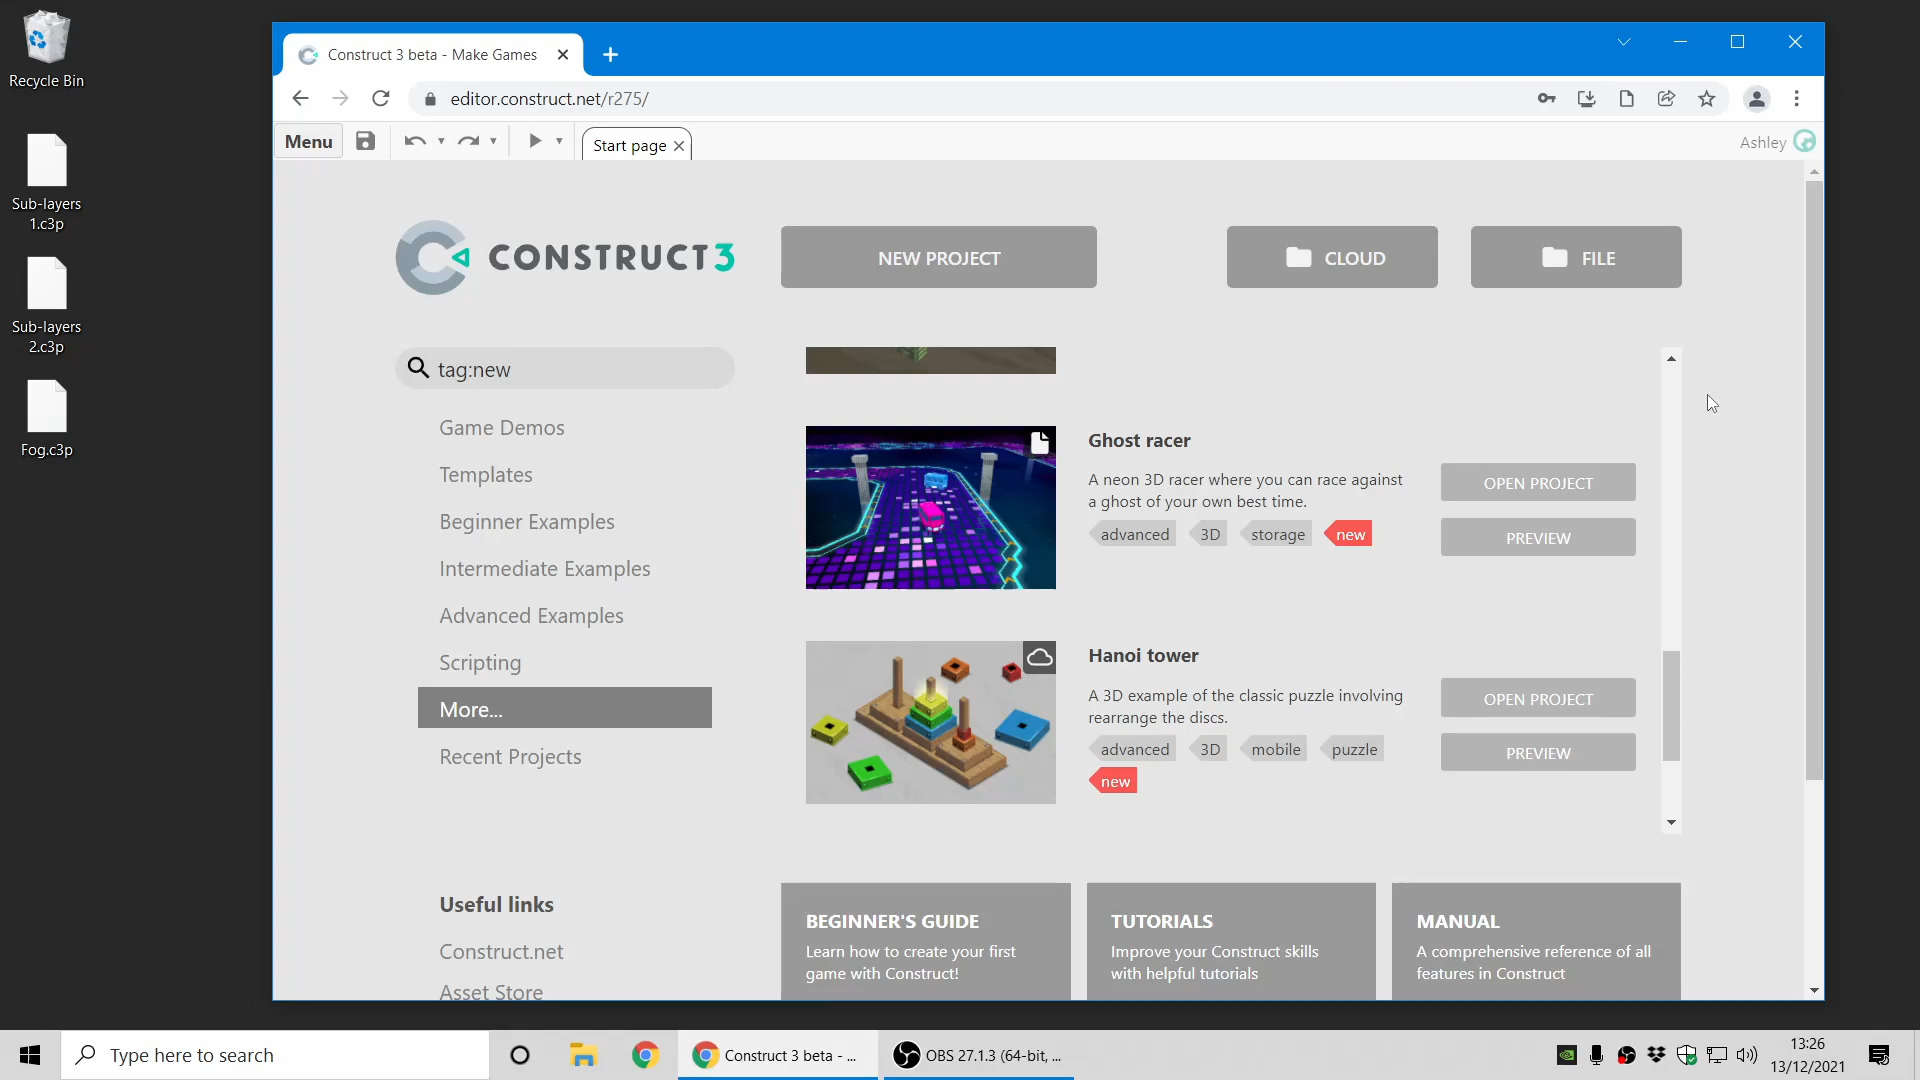 Recycle Bin
Sub-layers
1.c3p
Sub-layers
2.c3p
Fog.c3p
Construct 3 beta - Make Games
editor.construct.net/r275/
Menu
Start page
Ashley
CONSTRUCT 3
NEW PROJECT
CLOUD
FILE
tag:new
Game Demos
Templates
Beginner Examples
Intermediate Examples
Advanced Examples
Scripting
More...
Recent Projects
Ghost racer
A neon 3D racer where you can race against
a ghost of your own best time.
advanced 3D storage new
OPEN PROJECT
PREVIEW
Hanoi tower
A 3D example of the classic puzzle involving
rearrange the discs.
advanced 3D mobile puzzle
new
OPEN PROJECT
PREVIEW
Useful links
Construct.net
Asset Store
BEGINNER'S GUIDE
Learn how to create your first
game with Construct!
TUTORIALS
Improve your Construct skills
with helpful tutorials
MANUAL
A comprehensive reference of all
features in Construct
Type here to search
Construct 3 beta - ...
OBS 27.1.3 (64-bit, ...
13:26
13/12/2021